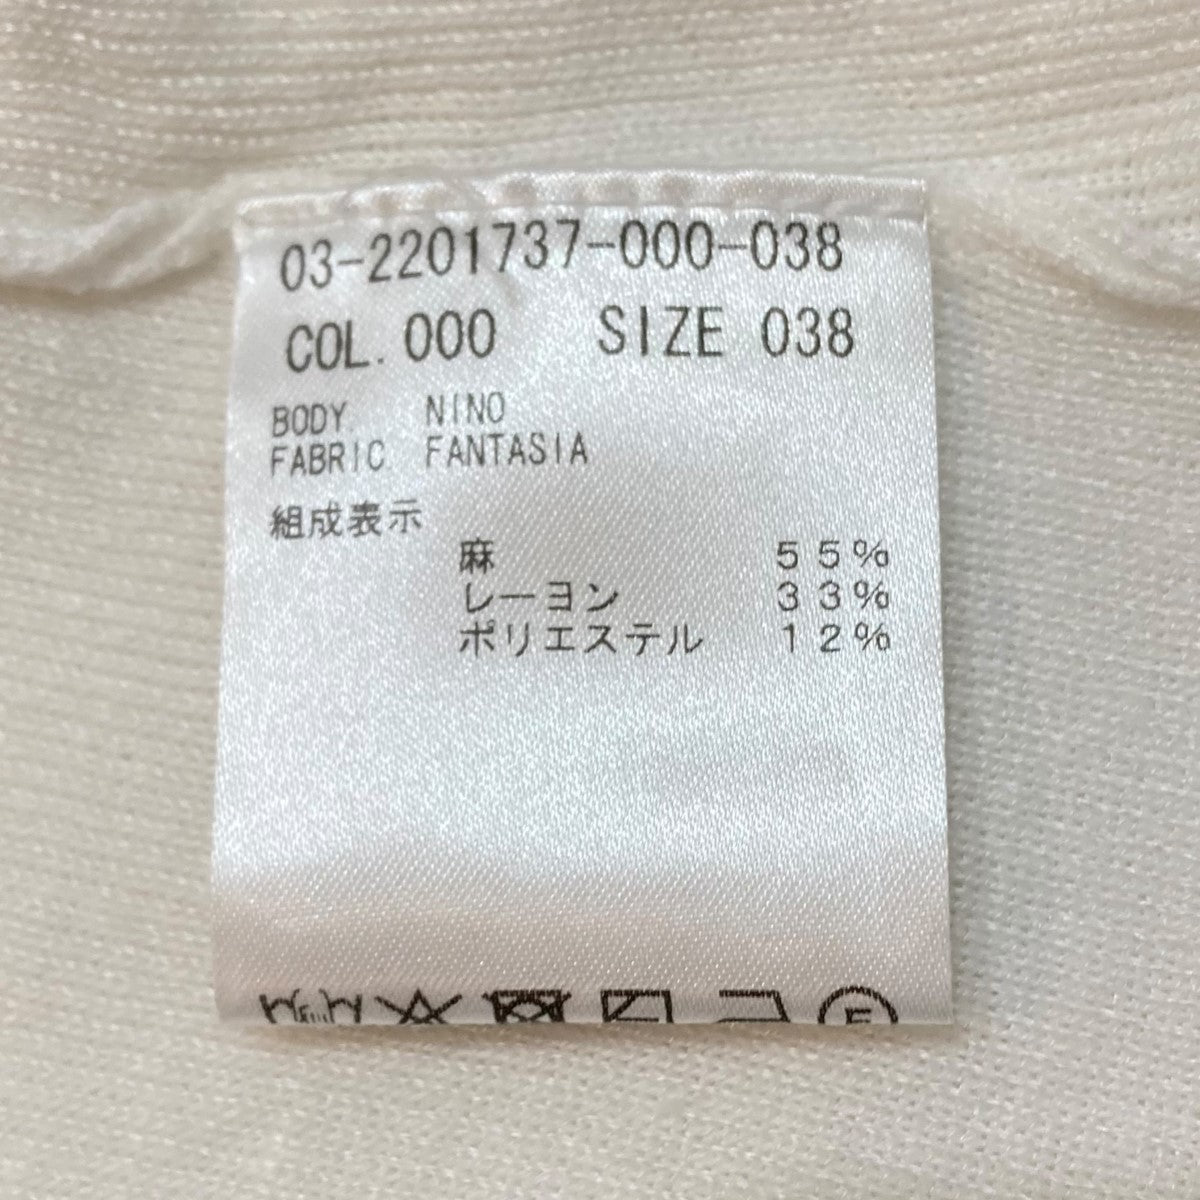 03-2201737-000-038
COL. 000 SIZE 038
BODY. NINO
FABRIC FANTASIA
組成表示
麻 55%
レーヨン 33%
ポリエステル 12%